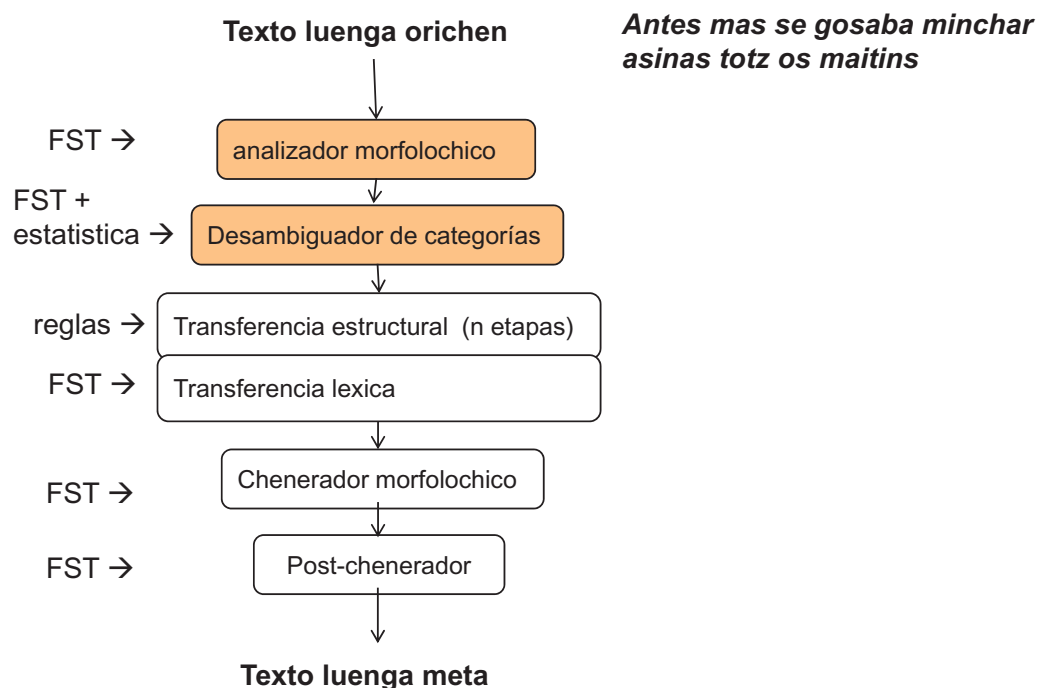 Texto luenga orichen
Antes mas se gosaba minchar
asinas totz os maitins
FST →
analizador morfolochico
FST +
estatistica →
Desambiguador de categorías
reglas →
Transferencia estructural (n etapas)
FST →
Transferencia lexica
FST →
Chenerador morfolochico
FST →
Post-chenerador
Texto luenga meta